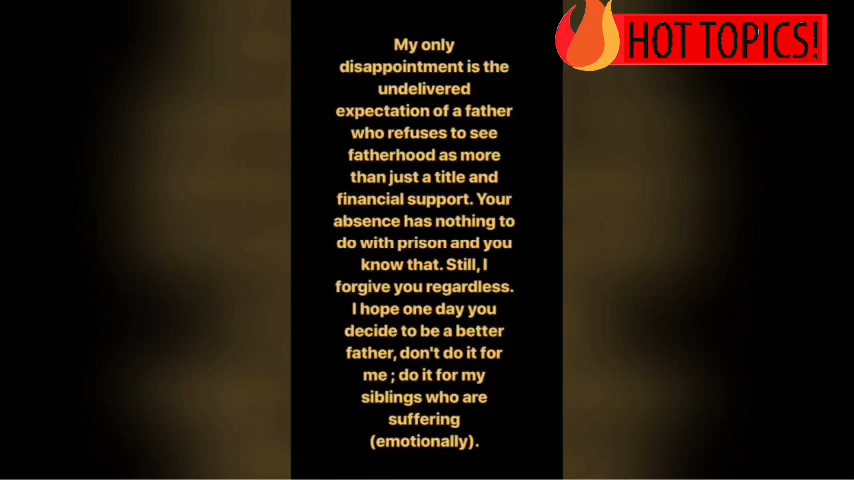 HOT TOPICS!
My only
disappointment is the
undelivered
expectation of a father
who refuses to see
fatherhood as more
than just a title and
financial support. Your
absence has nothing to
do with prison and you
know that. Still, I
forgive you regardless.
I hope one day you
decide to be a better
father, don't do it for
me ; do it for my
siblings who are
suffering
(emotionally).